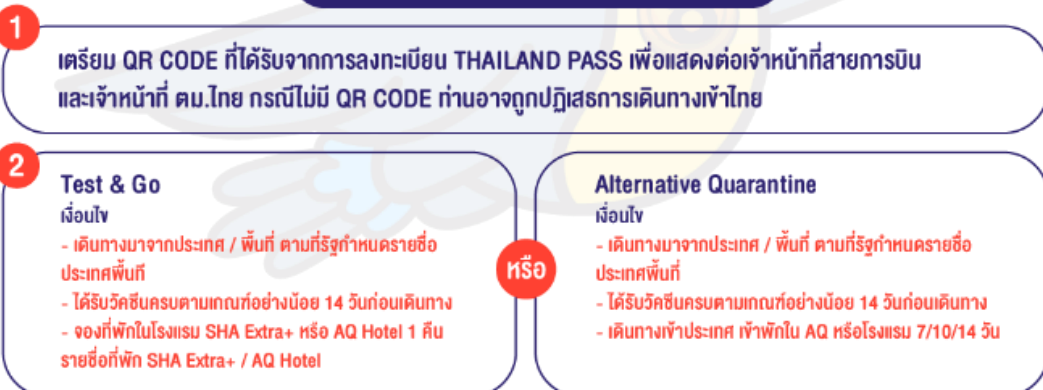 1
เตรียม QR CODE ที่ได้รับจากการลงทะเบียน THAILAND PASS เพื่อแสดงต่อเจ้าหน้าที่สายการบิน
และเจ้าหน้าที่ ตม.ไทย กรณีไม่มี QR CODE ท่านอาจถูกปฏิเสธการเดินทางเข้าไทย
2
Test & Go
เงื่อนไข
- เดินทางมาจากประเทศ / พื้นที่ ตามที่รัฐกำหนดรายชื่อ
ประเทศพื้นที
- ได้รับวัคซีนครบตามเกณฑ์อย่างน้อย 14 วันก่อนเดินทาง
- จองที่พักในโรงแรม SHA Extra+ หรือ AQ Hotel 1 คืน
รายชื่อที่พัก SHA Extra+ / AQ Hotel
หรือ
Alternative Quarantine
เงื่อนไข
- เดินทางมาจากประเทศ / พื้นที่ ตามที่รัฐกำหนดรายชื่อ
ประเทศพื้นที่
- ได้รับวัคซีนครบตามเกณฑ์อย่างน้อย 14 วันก่อนเดินทาง
- เดินทางเข้าประเทศ เข้าพักใน AQ หรือโรงแรม 7/10/14 วัน